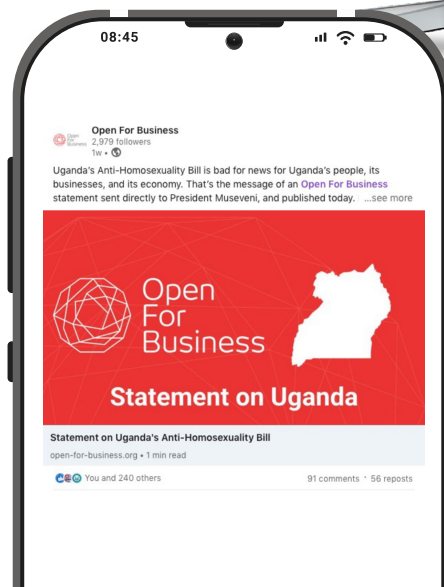 08:45
Open For Business
2,979 followers
1w •
Uganda's Anti-Homosexuality Bill is bad for news for Uganda's people, its
businesses, and its economy. That's the message of an Open For Business
statement sent directly to President Museveni, and published today. ...see more
Open
For
Business
Statement on Uganda
Statement on Uganda's Anti-Homosexuality Bill
open-for-business.org • 1 min read
You and 240 others
91 comments • 56 reposts